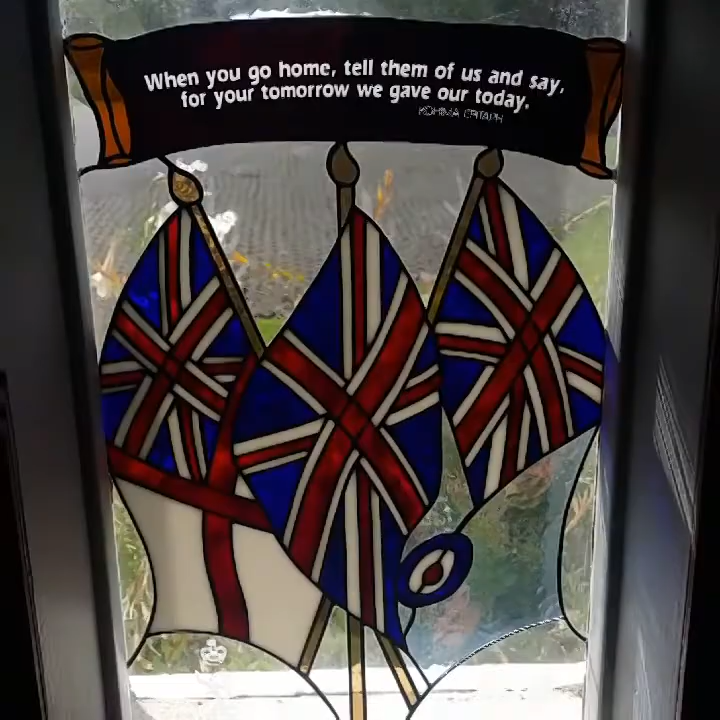 When you go home, tell them of us and say,
for your tomorrow we gave our today.
KOHIMA EPITAPH